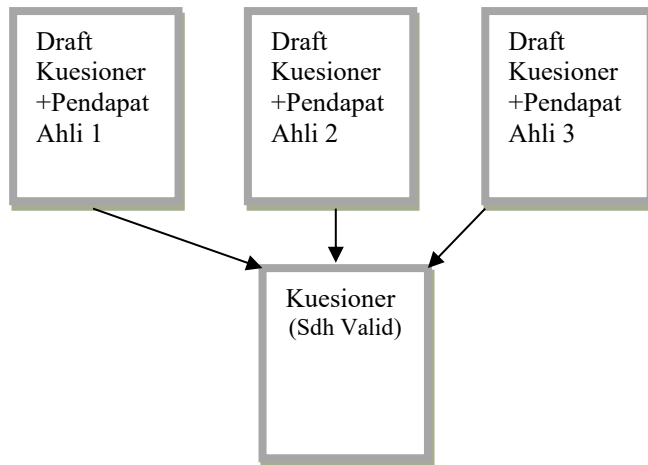 Draft
Kuesioner
+Pendapat
Ahli 1
Draft
Kuesioner
+Pendapat
Ahli 2
Draft
Kuesioner
+Pendapat
Ahli 3
Kuesioner
(Sdh Valid)